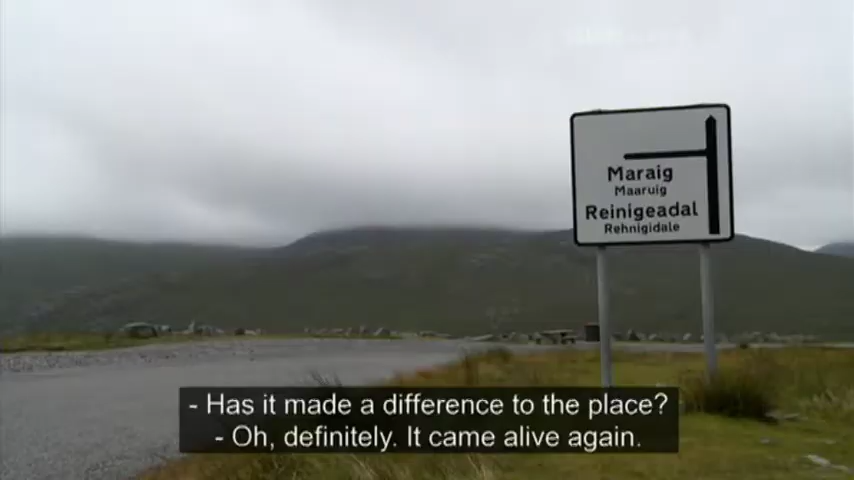 Maraig
Maaruig
Reinigeadal
Rehnigidale
- Has it made a difference to the place?
- Oh, definitely. It came alive again.